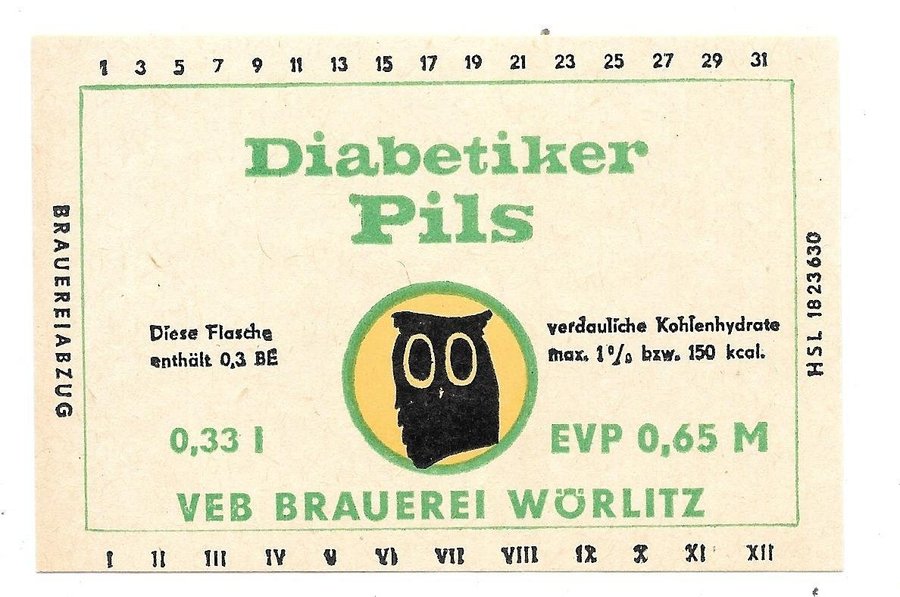 1 3 5 7 9 11 13 15 17 19 21 23 25 27 29 31
Diabetiker
Pils
BRAUEREIABZUG
Diese Flasche
enthält 0,3 BE
verdauliche Kohlenhydrate
max. 1% bzw. 150 kcal.
HSL 1823630
0,33 l
EVP 0,65 M
VEB BRAUEREI WÖRLITZ
I II III IV V VI VII VIII IX X XI XII